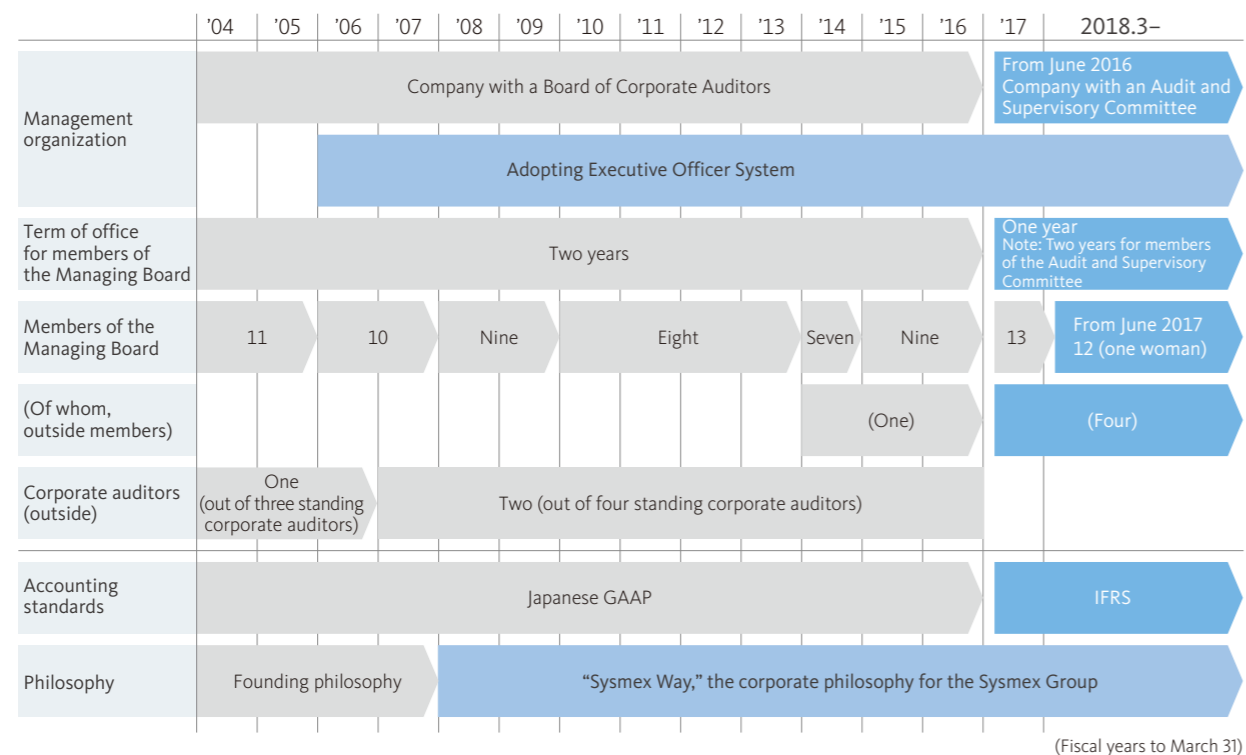 ’04 ’05 ’06 ’07 ’08 ’09 ’10 ’11 ’12 ’13 ’14 ’15 ’16 ’17 2018.3–
Management
organization
Company with a Board of Corporate Auditors
From June 2016
Company with an Audit and
Supervisory Committee
Adopting Executive Officer System
Term of office
for members of
the Managing Board
Two years
One year
Note: Two years for members
of the Audit and Supervisory
Committee
Members of the
Managing Board
11
10
Nine
Eight
Seven
Nine
13
From June 2017
12 (one woman)
(Of whom,
outside members)
(One)
(Four)
Corporate auditors
(outside)
One
(out of three standing
corporate auditors)
Two (out of four standing corporate auditors)
Accounting
standards
Japanese GAAP
IFRS
Philosophy
Founding philosophy
“Sysmex Way,” the corporate philosophy for the Sysmex Group
(Fiscal years to March 31)